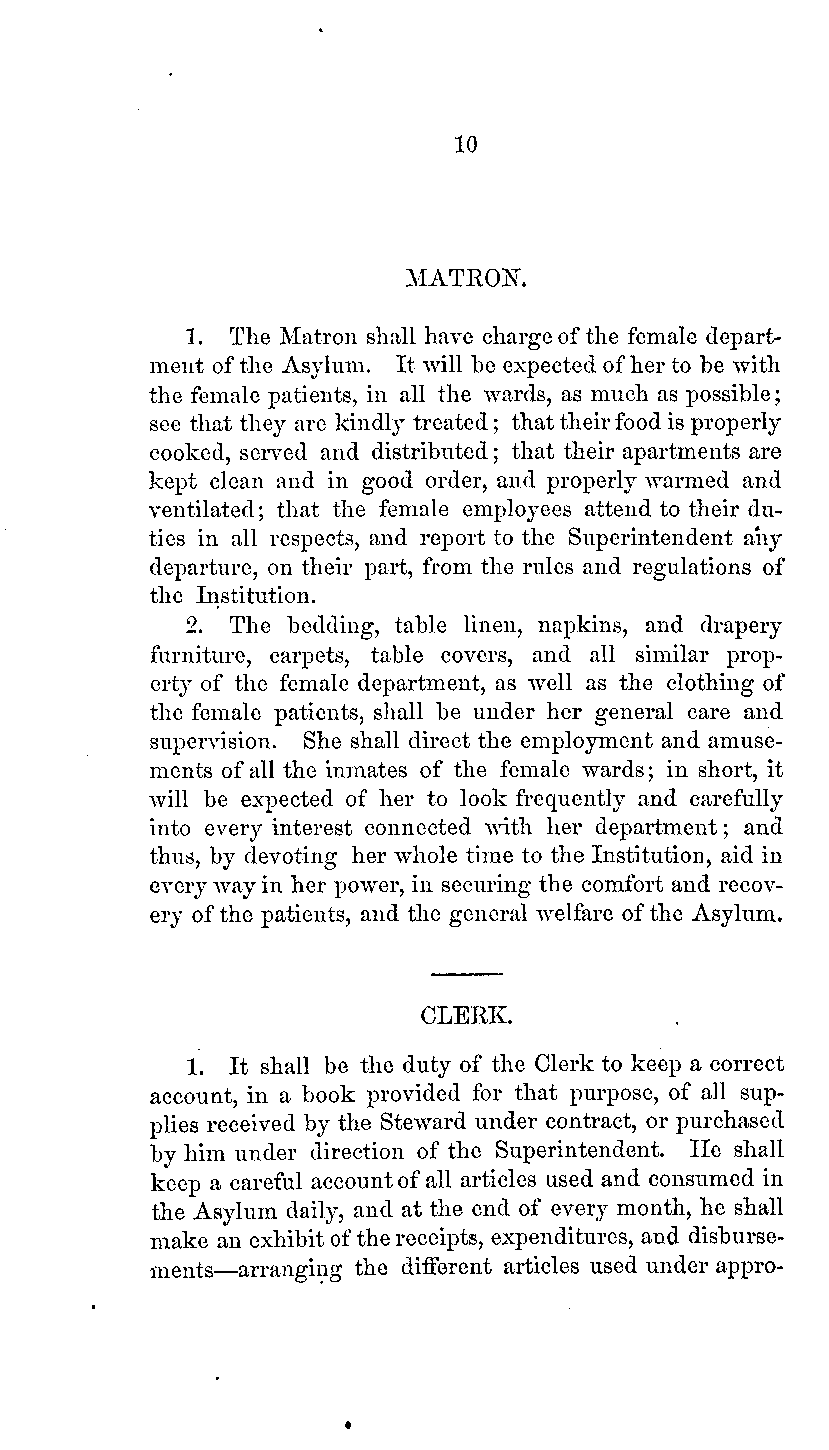 10
MATRON.
1. The Matron shall have charge of the female depart-
ment of the Asylum. It will be expected of her to be with
the female patients, in all the wards, as much as possible;
see that they are kindly treated; that their food is properly
cooked, served and distributed; that their apartments are
kept clean and in good order, and properly warmed and
ventilated; that the female employees attend to their du-
ties in all respects, and report to the Superintendent any
departure, on their part, from the rules and regulations of
the Institution.
2. The bedding, table linen, napkins, and drapery
furniture, carpets, table covers, and all similar prop-
erty of the female department, as well as the clothing of
the female patients, shall be under her general care and
supervision. She shall direct the employment and amuse-
ments of all the inmates of the female wards; in short, it
will be expected of her to look frequently and carefully
into every interest connected with her department; and
thus, by devoting her whole time to the Institution, aid in
every way in her power, in securing the comfort and recov-
ery of the patients, and the general welfare of the Asylum.
CLERK.
1. It shall be the duty of the Clerk to keep a correct
account, in a book provided for that purpose, of all sup-
plies received by the Steward under contract, or purchased
by him under direction of the Superintendent. He shall
keep a careful account of all articles used and consumed in
the Asylum daily, and at the end of every month, he shall
make an exhibit of the receipts, expenditures, and disburse-
ments—arranging the different articles used under appro-